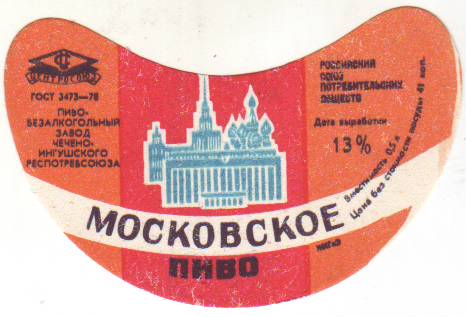 ЦЕНТРОСОЮЗ
ГОСТ 3473—78
ПИВО-
БЕЗАЛКОГОЛЬНЫЙ
ЗАВОД
ЧЕЧЕНО-
ИНГУШСКОГО
РЕСПОТРЕБСОЮЗА
РОССИЙСКИЙ
СОЮЗ
ПОТРЕБИТЕЛЬСКИХ
ОБЩЕСТВ
Дата выработки
13%
Вместимость 0,5 л
Цена без стоимости посуды 41 коп.
МОСКОВСКОЕ
ПИВО